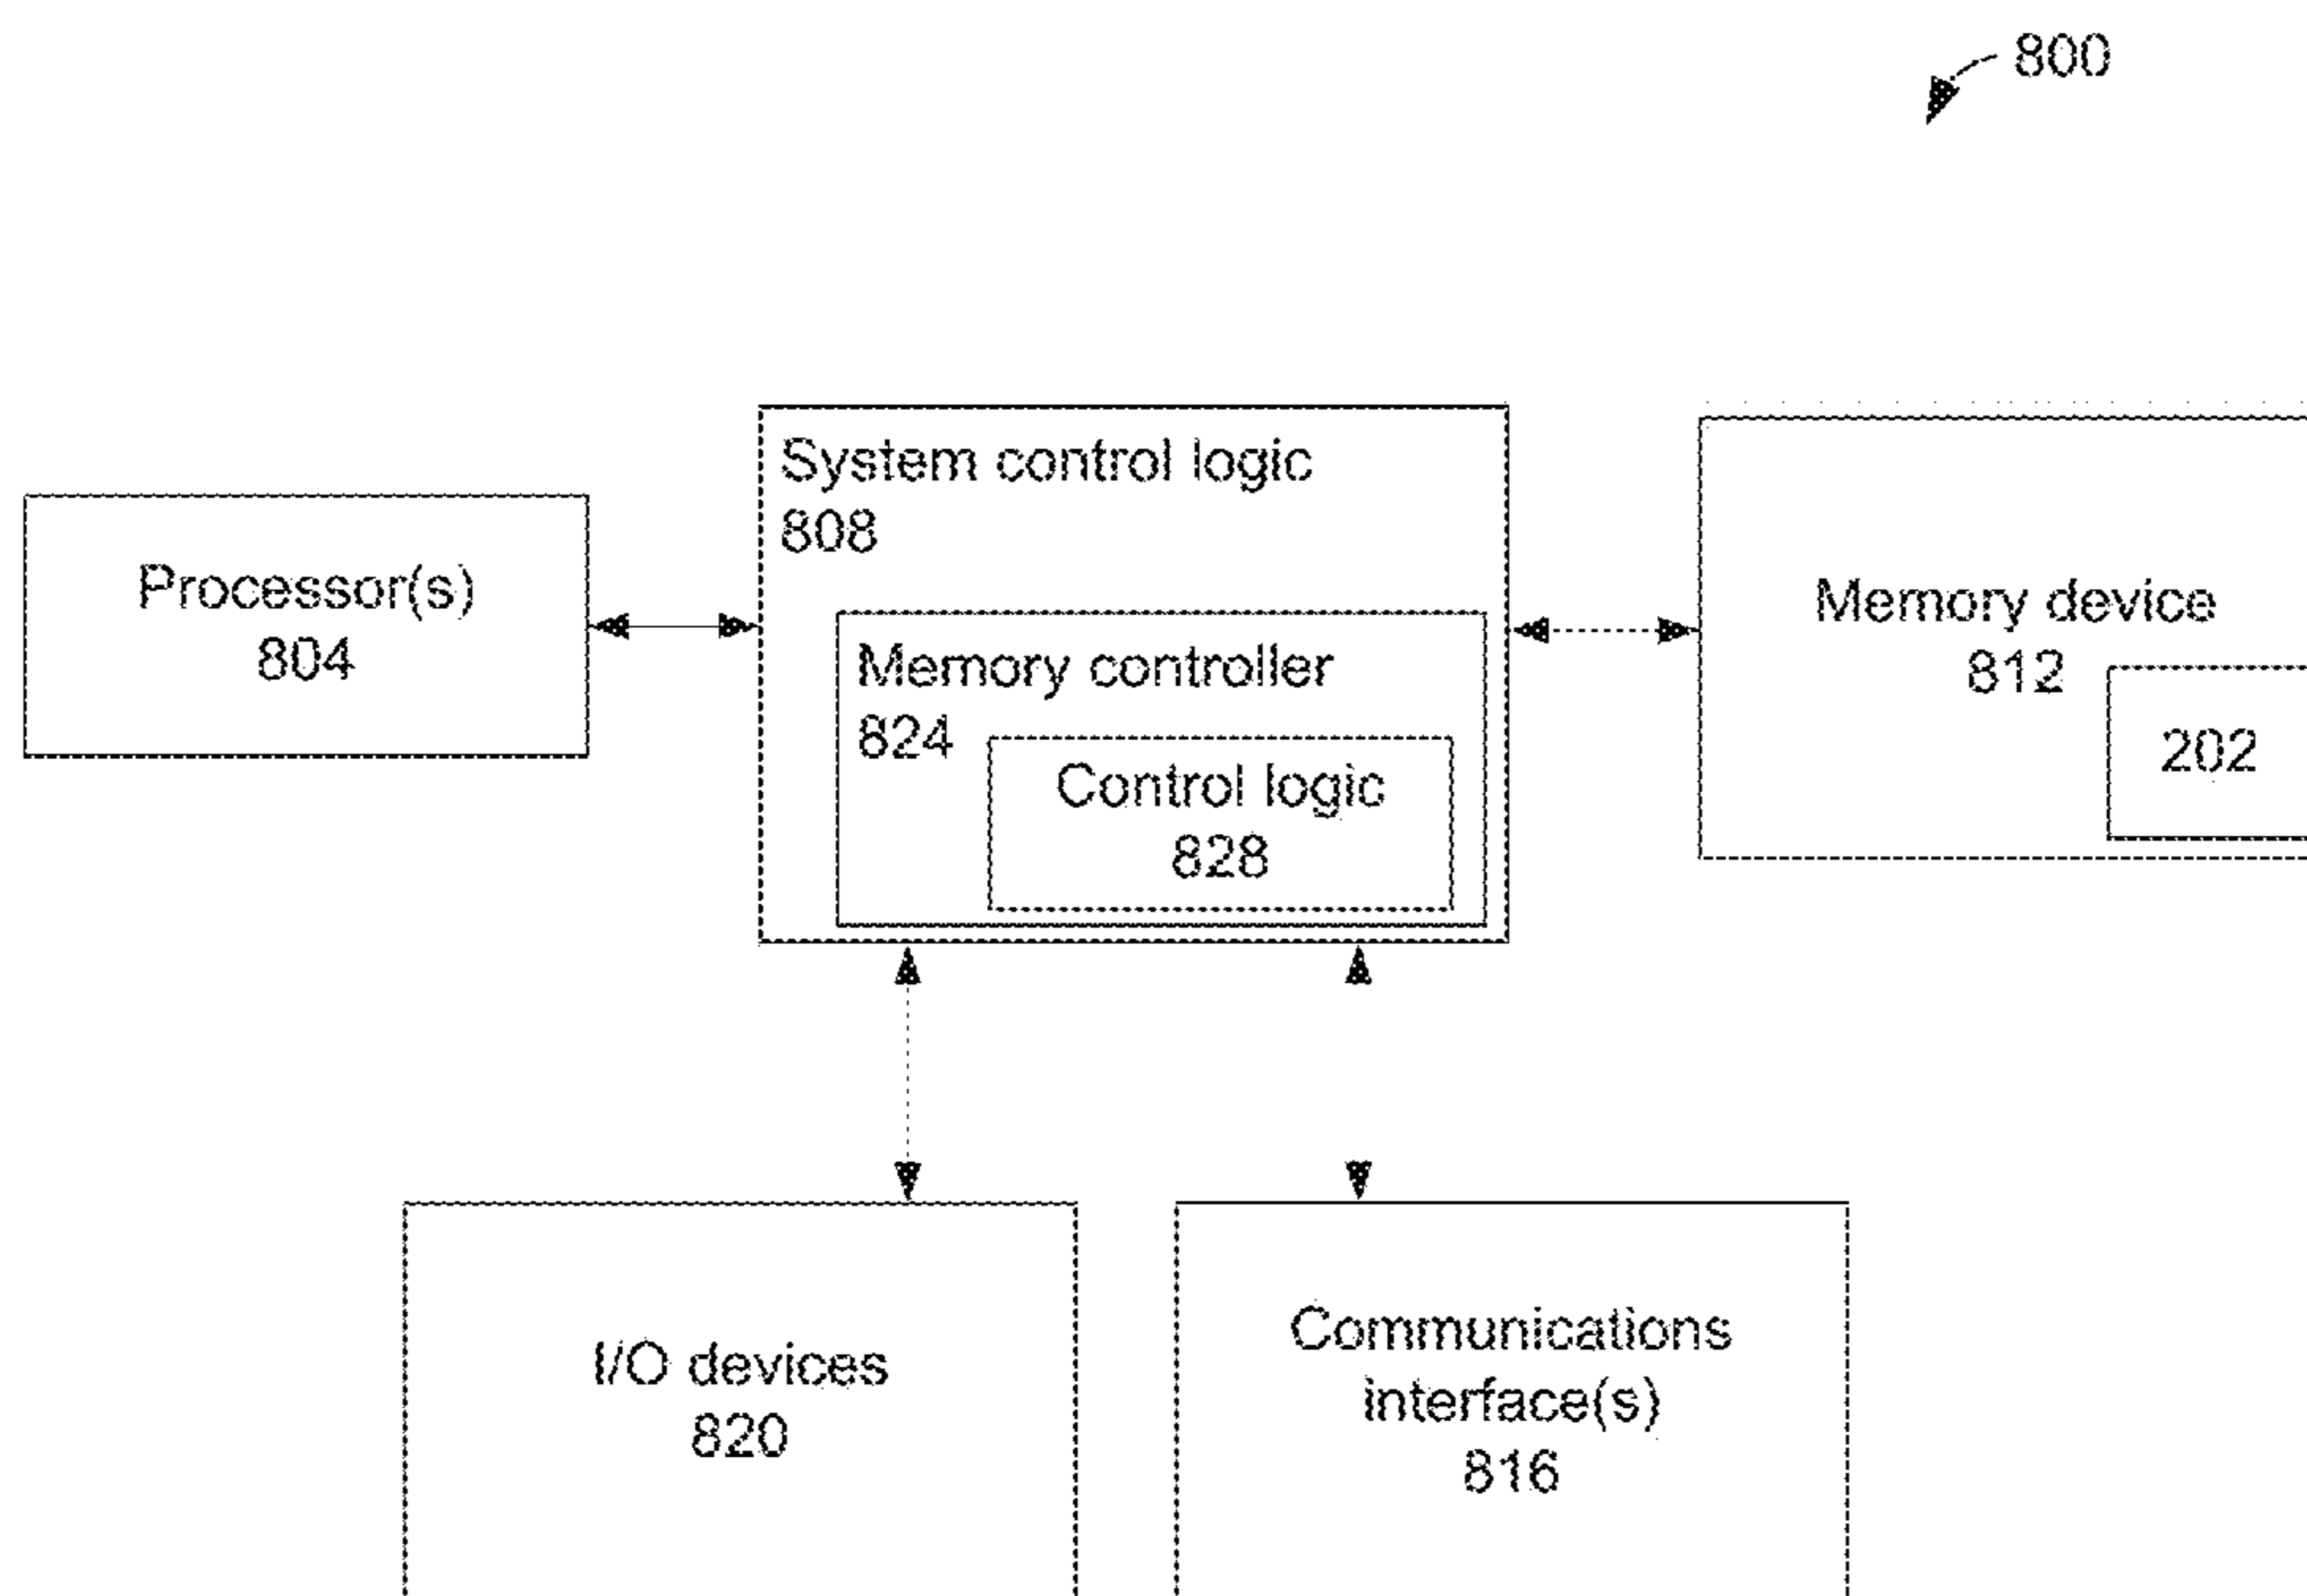 800
System control logic
808
Processor(s)
804
Memory controller
824
Control logic
828
Memory device
812
202
I/O devices
820
Communications
interface(s)
816